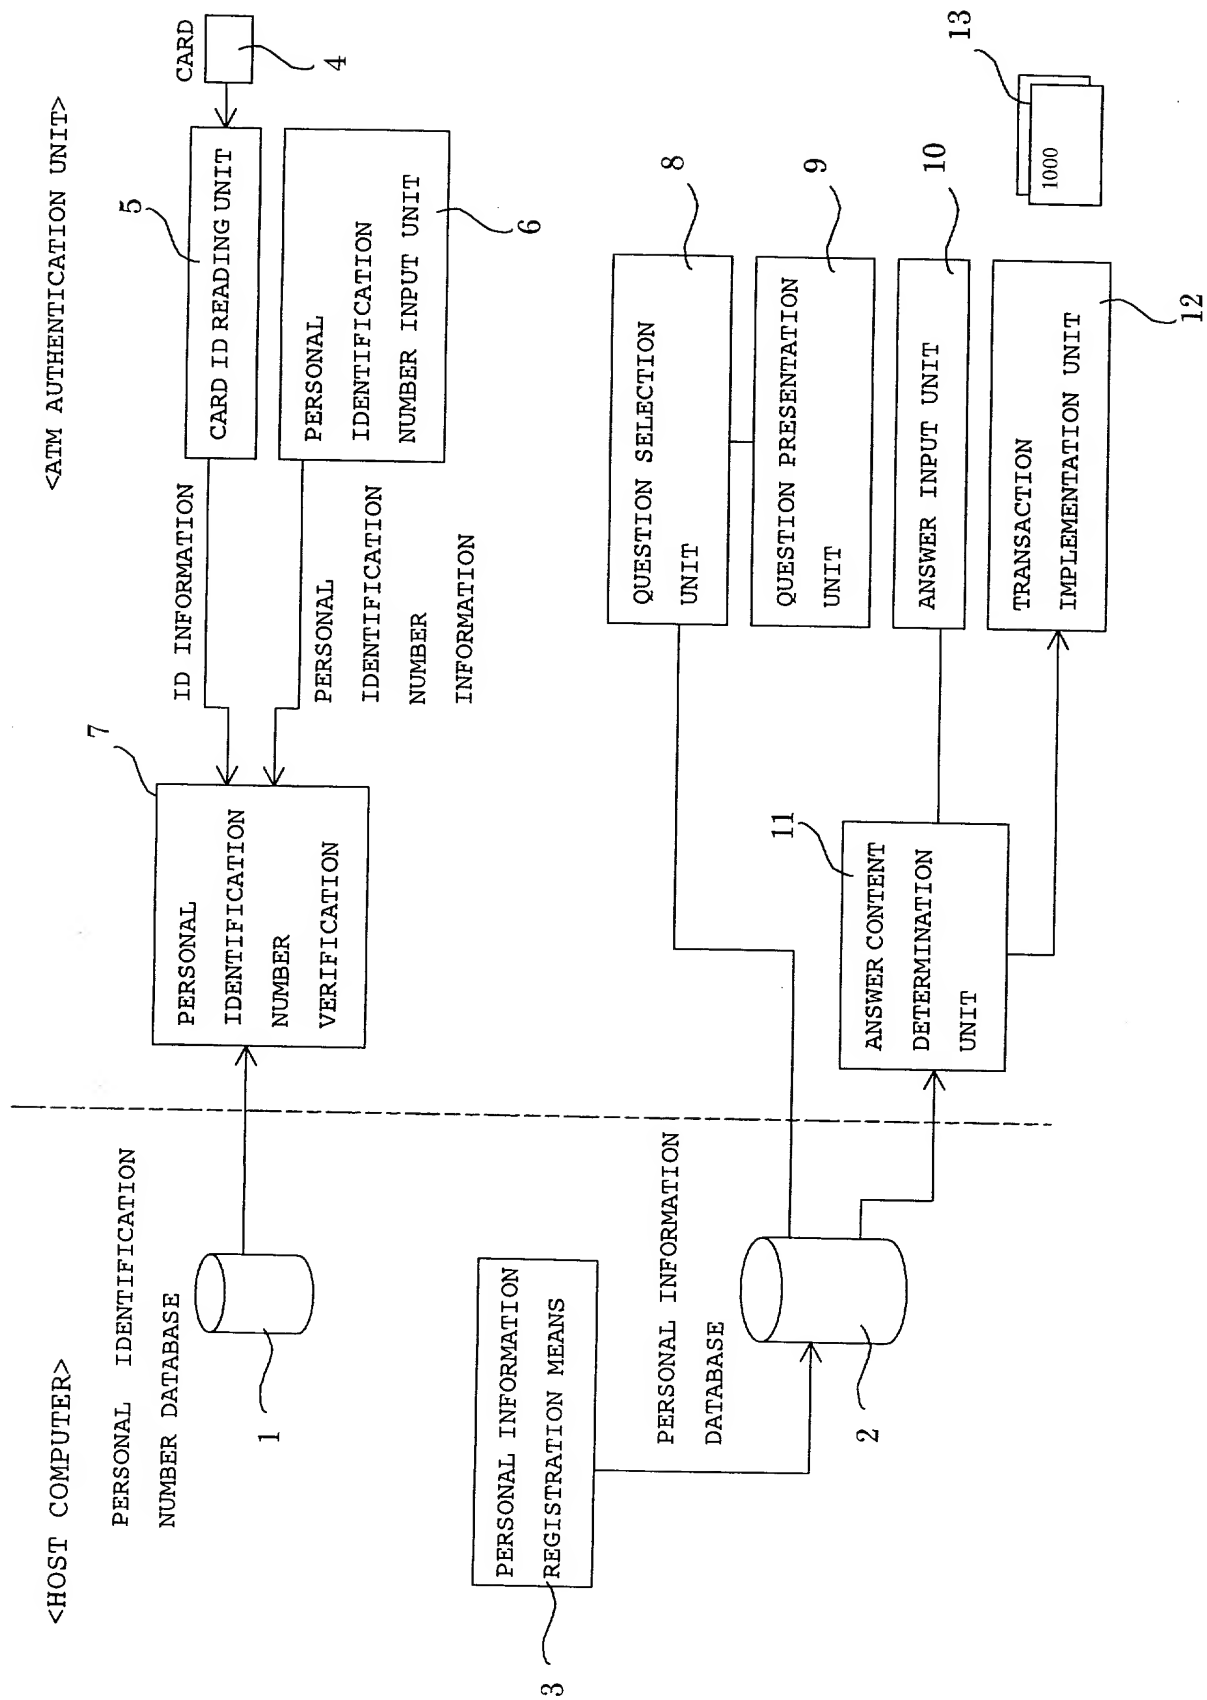 <HOST COMPUTER>
<ATM AUTHENTICATION UNIT>
PERSONAL IDENTIFICATION
NUMBER DATABASE
1
7
PERSONAL
IDENTIFICATION
NUMBER
VERIFICATION
ID INFORMATION
PERSONAL
IDENTIFICATION
NUMBER
INFORMATION
5
CARD ID READING UNIT
CARD
4
PERSONAL
IDENTIFICATION
NUMBER INPUT UNIT
6
PERSONAL INFORMATION
REGISTRATION MEANS
3
PERSONAL INFORMATION
DATABASE
2
QUESTION SELECTION
UNIT
8
QUESTION PRESENTATION
UNIT
9
11
ANSWER CONTENT
DETERMINATION
UNIT
ANSWER INPUT UNIT
10
TRANSACTION
IMPLEMENTATION UNIT
12
13
1000